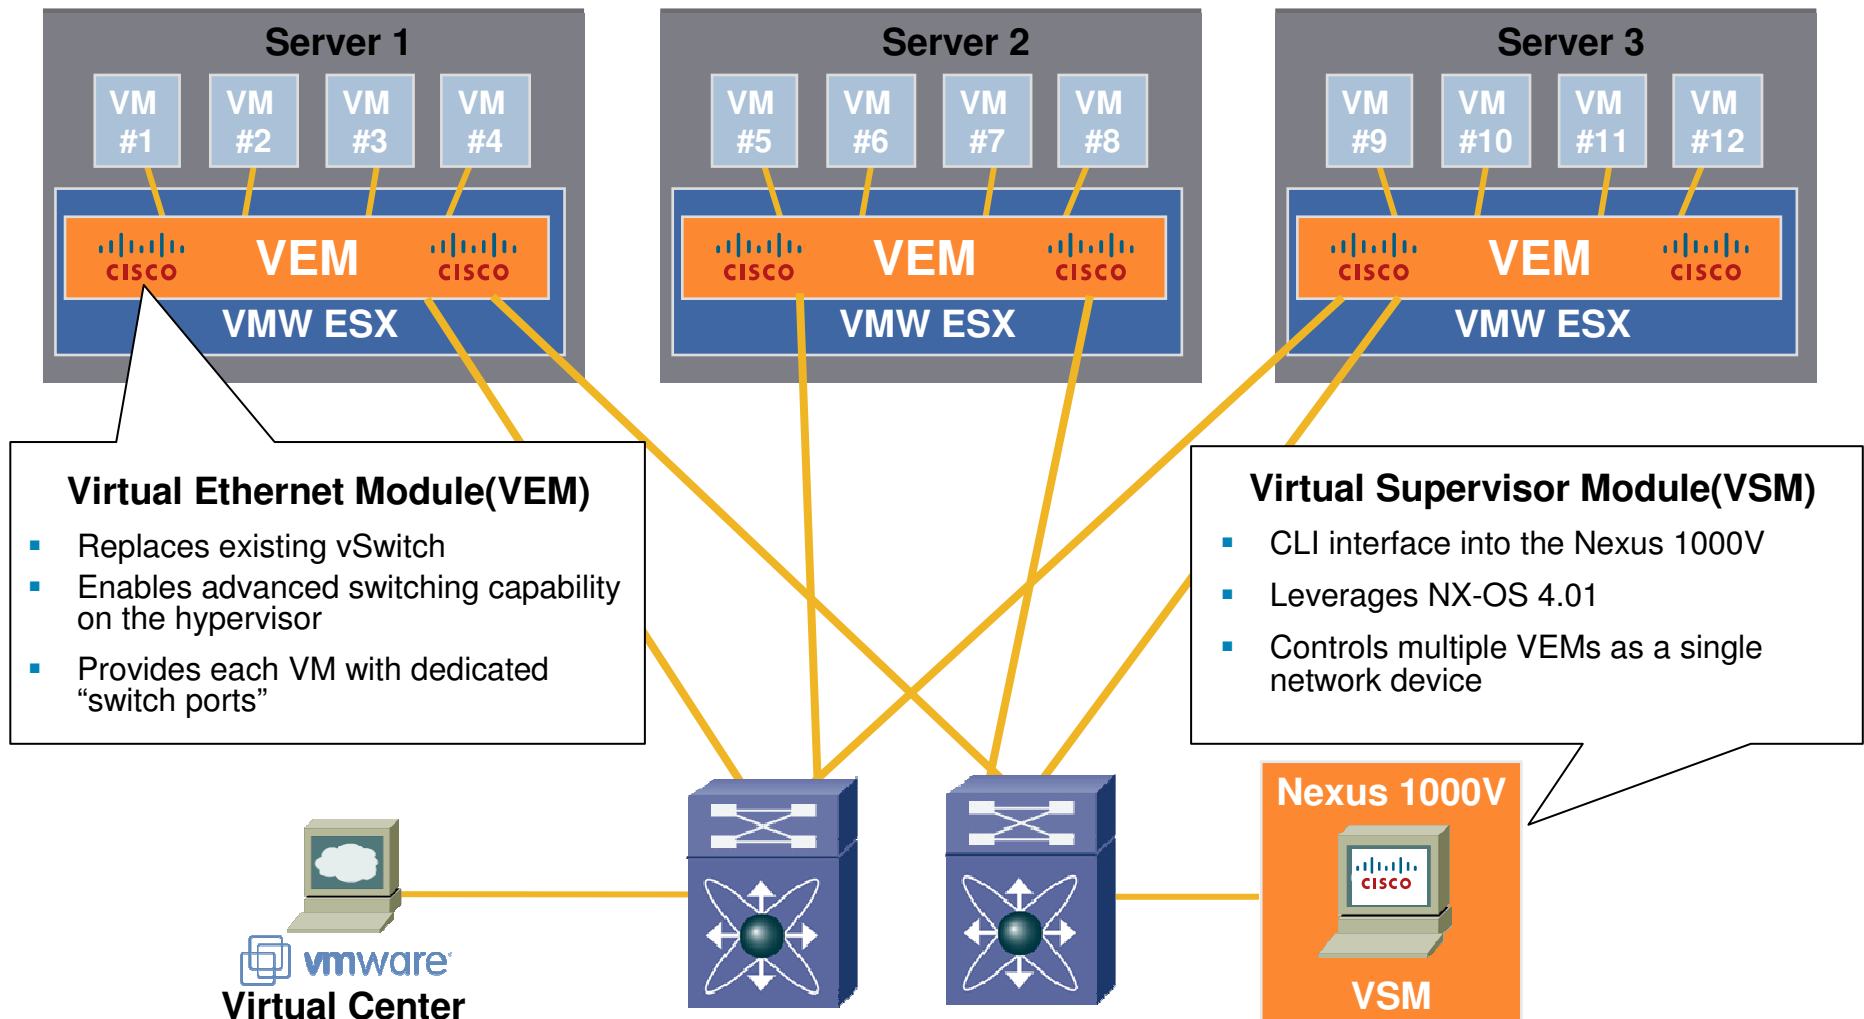 Server 1
Server 2
Server 3
VM #1
VM #2
VM #3
VM #4
VM #5
VM #6
VM #7
VM #8
VM #9
VM #10
VM #11
VM #12
CISCO VEM CISCO
CISCO VEM CISCO
CISCO VEM CISCO
VMW ESX
VMW ESX
VMW ESX
Virtual Ethernet Module(VEM)
Replaces existing vSwitch
Enables advanced switching capability
on the hypervisor
Provides each VM with dedicated
“switch ports”
Virtual Supervisor Module(VSM)
CLI interface into the Nexus 1000V
Leverages NX-OS 4.01
Controls multiple VEMs as a single
network device
vmware
Virtual Center
Nexus 1000V
CISCO
VSM